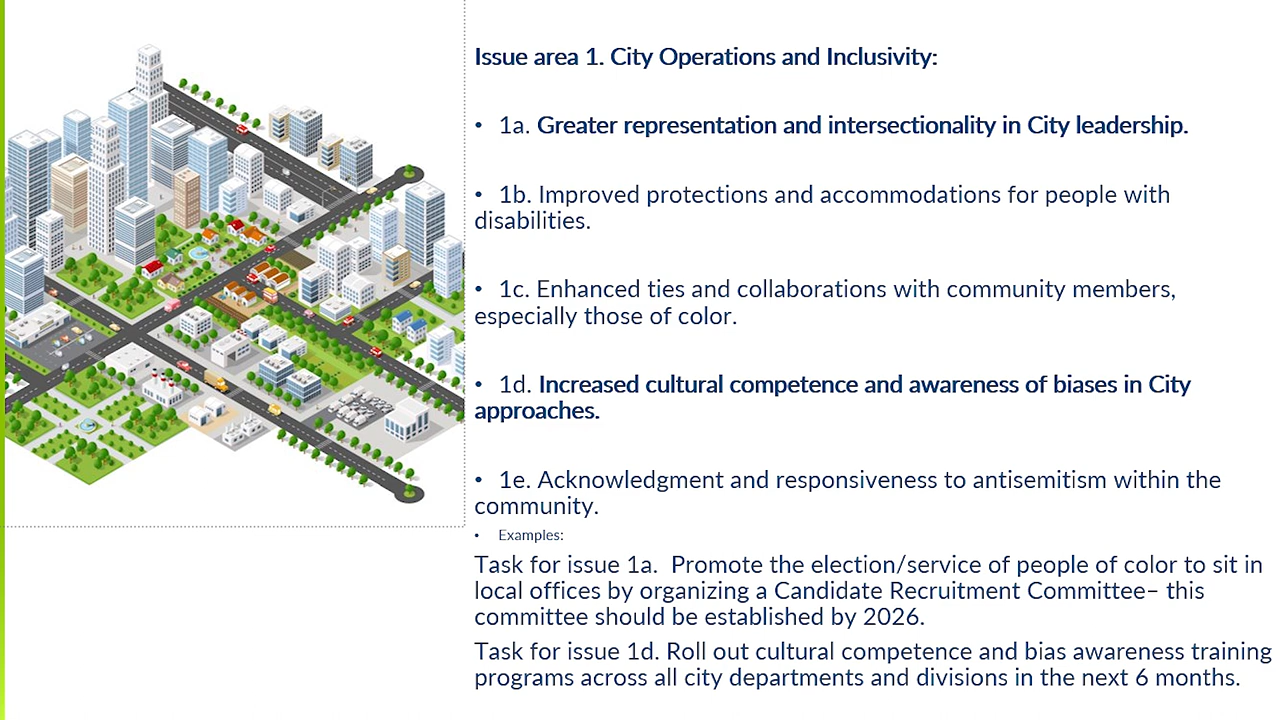 Issue area 1. City Operations and Inclusivity:
• 1a. Greater representation and intersectionality in City leadership.
• 1b. Improved protections and accommodations for people with
disabilities.
• 1c. Enhanced ties and collaborations with community members,
especially those of color.
• 1d. Increased cultural competence and awareness of biases in City
approaches.
• 1e. Acknowledgment and responsiveness to antisemitism within the
community.
• Examples:
Task for issue 1a. Promote the election/service of people of color to sit in
local offices by organizing a Candidate Recruitment Committee– this
committee should be established by 2026.
Task for issue 1d. Roll out cultural competence and bias awareness training
programs across all city departments and divisions in the next 6 months.